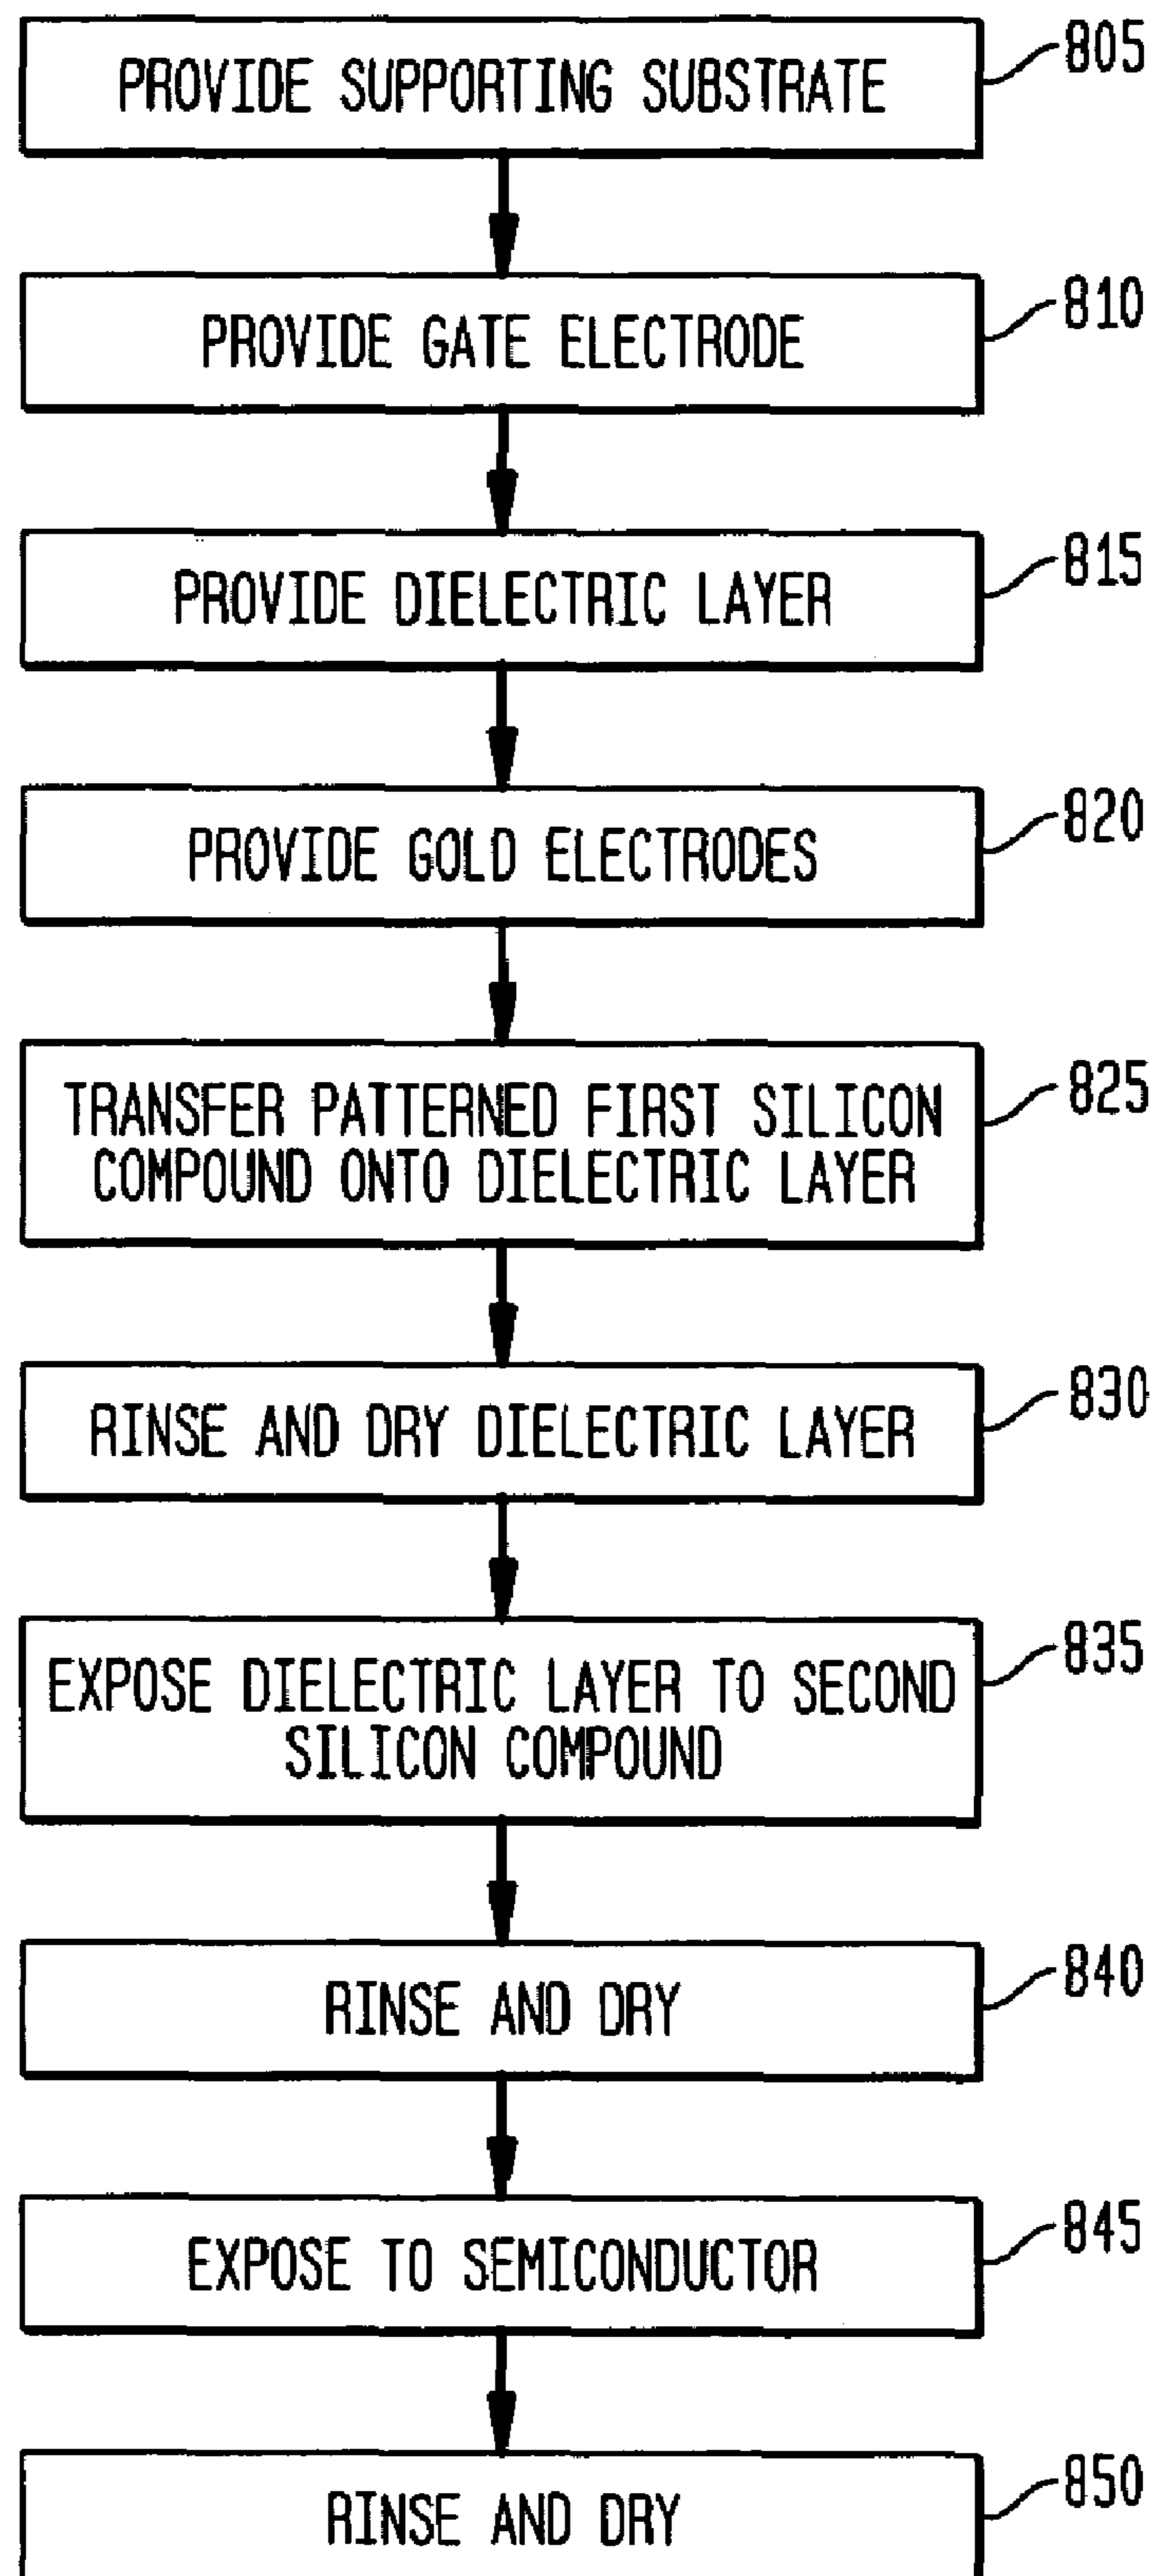 PROVIDE SUPPORTING SUBSTRATE
805
PROVIDE GATE ELECTRODE
810
PROVIDE DIELECTRIC LAYER
815
PROVIDE GOLD ELECTRODES
820
TRANSFER PATTERNED FIRST SILICON
COMPOUND ONTO DIELECTRIC LAYER
825
RINSE AND DRY DIELECTRIC LAYER
830
EXPOSE DIELECTRIC LAYER TO SECOND
SILICON COMPOUND
835
RINSE AND DRY
840
EXPOSE TO SEMICONDUCTOR
845
RINSE AND DRY
850